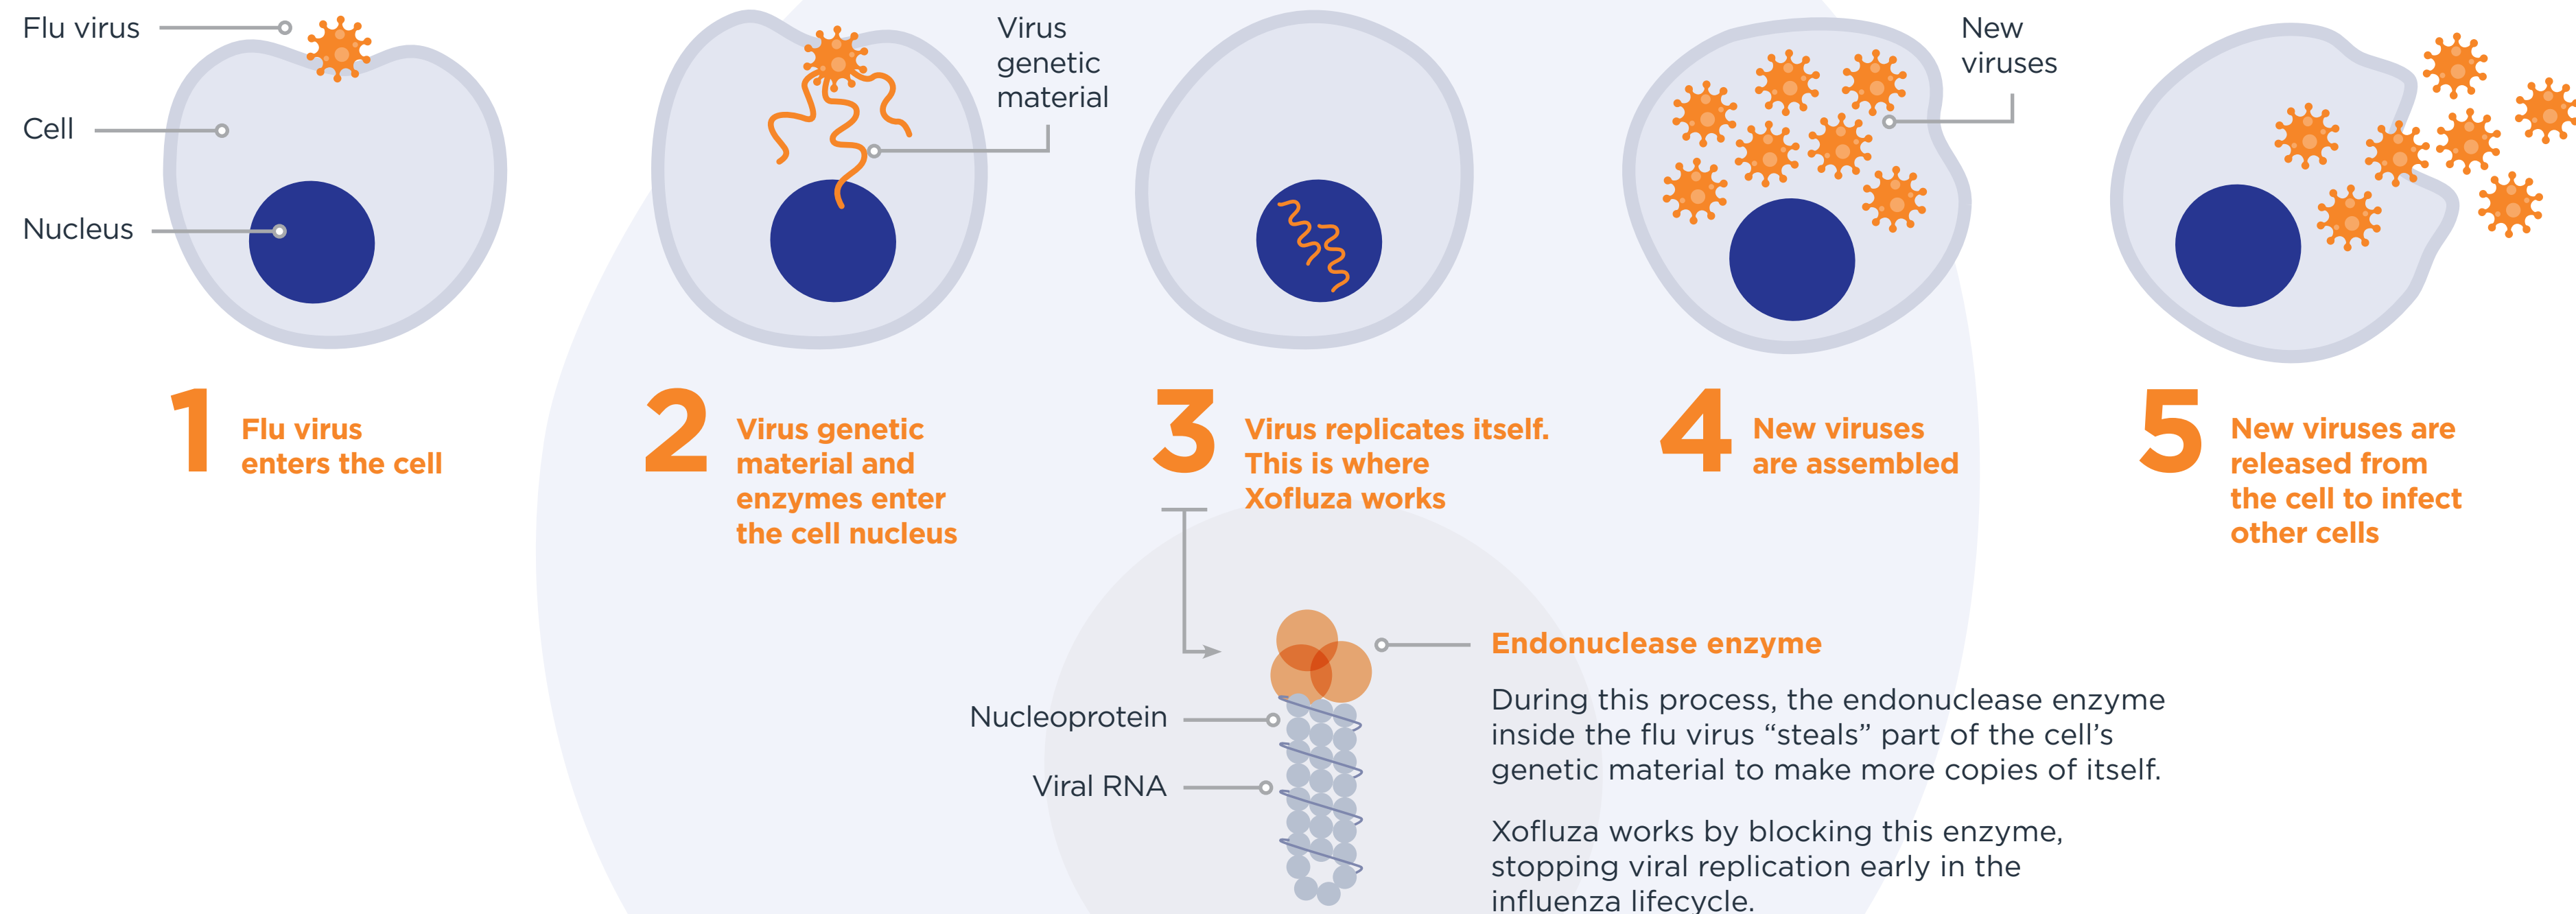 Flu virus
Cell
Nucleus
Virus
genetic
material
New
viruses
1
Flu virus
enters the cell
2
Virus genetic
material and
enzymes enter
the cell nucleus
3
Virus replicates itself.
This is where
Xofluza works
4
New viruses
are assembled
5
New viruses are
released from
the cell to infect
other cells
Nucleoprotein
Viral RNA
Endonuclease enzyme
During this process, the endonuclease enzyme
inside the flu virus “steals” part of the cell’s
genetic material to make more copies of itself.
Xofluza works by blocking this enzyme,
stopping viral replication early in the
influenza lifecycle.